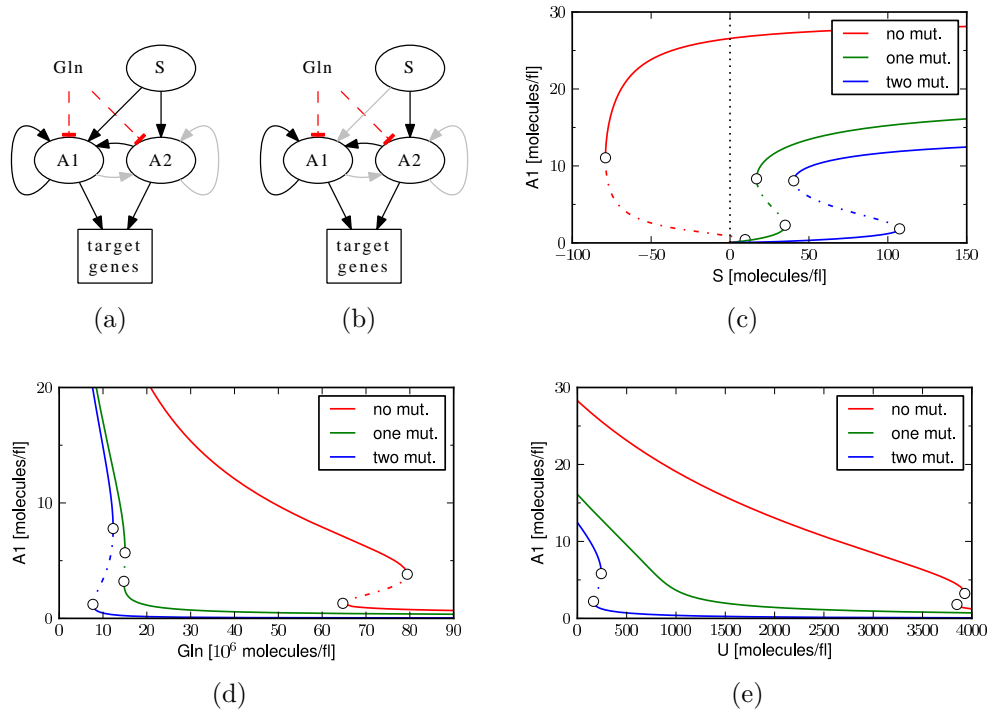 Gln
S
A1
A2
target
genes
(a)
Gln
S
A1
A2
target
genes
(b)
30
20
10
0
A1 [molecules/fl]
−100
−50
0
50
100
150
S [molecules/fl]
no mut.
one mut.
two mut.
(c)
20
10
0
A1 [molecules/fl]
0
10
20
30
40
50
60
70
80
90
Gln [10⁶ molecules/fl]
no mut.
one mut.
two mut.
(d)
30
20
10
0
A1 [molecules/fl]
0
500
1000
1500
2000
2500
3000
3500
4000
U [molecules/fl]
no mut.
one mut.
two mut.
(e)